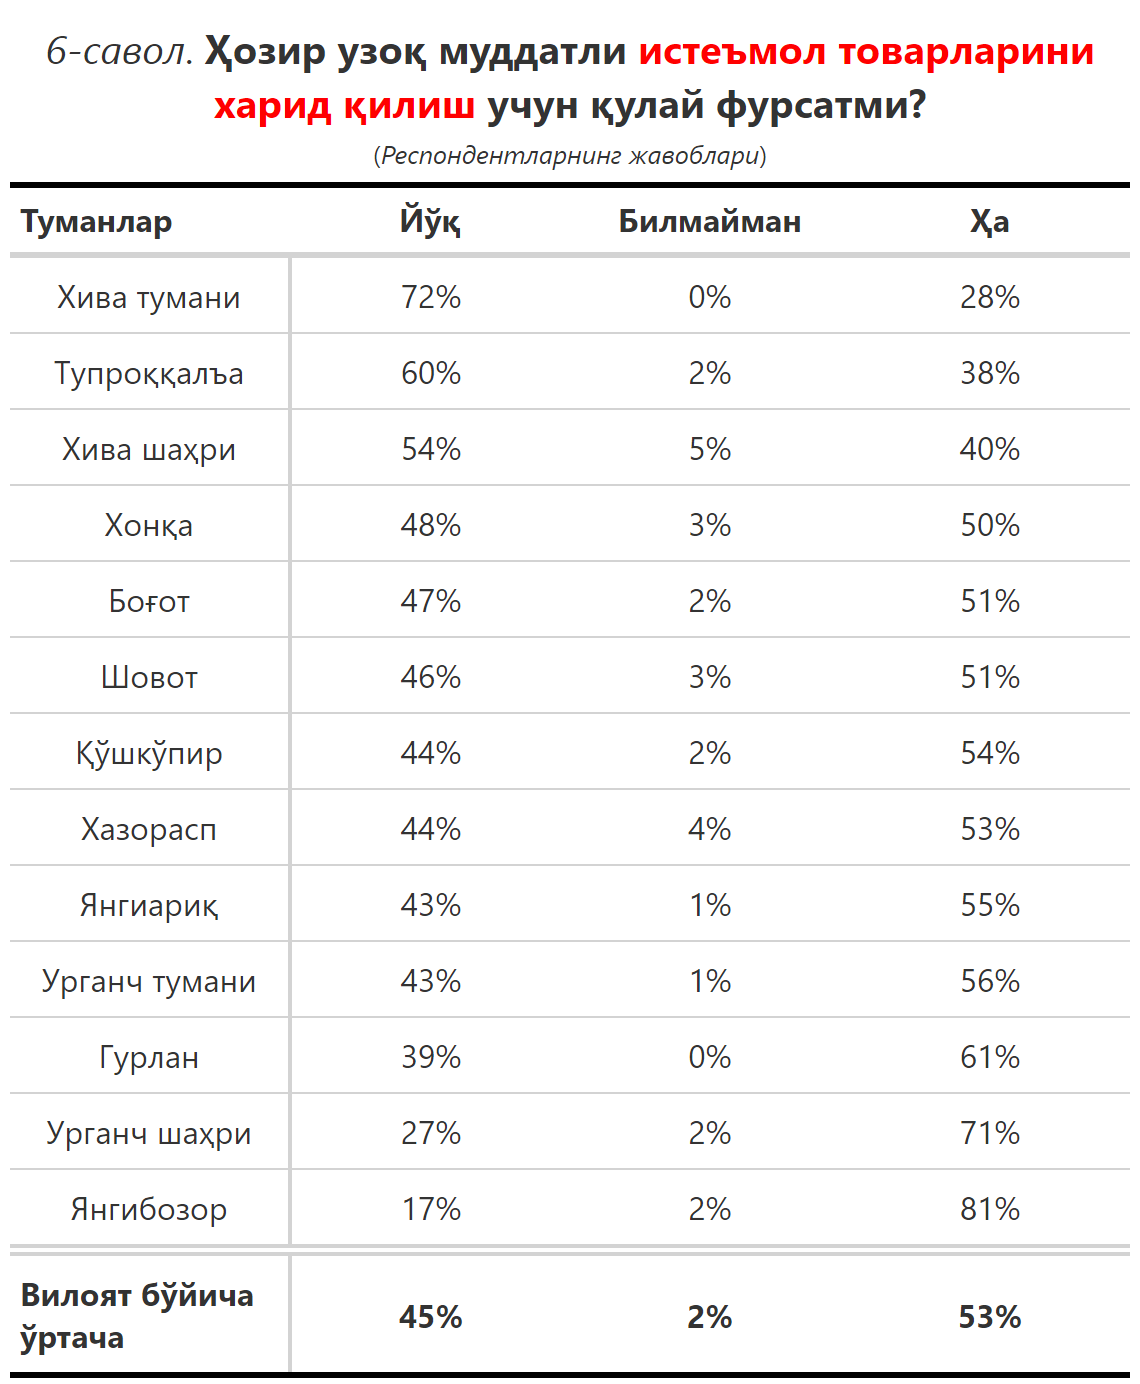 6-савол. Ҳозир узоқ муддатли истеъмол товарларини
харид қилиш учун қулай фурсатми?
(Респондентларнинг жавоблари)
Туманлар Йўқ Билмайман Ҳа
Хива тумани 72% 0% 28%
Тупроққалъа 60% 2% 38%
Хива шаҳри 54% 5% 40%
Хонқа 48% 3% 50%
Боғот 47% 2% 51%
Шовот 46% 3% 51%
Қўшкўпир 44% 2% 54%
Хазорасп 44% 4% 53%
Янгиариқ 43% 1% 55%
Урганч тумани 43% 1% 56%
Гурлан 39% 0% 61%
Урганч шаҳри 27% 2% 71%
Янгибозор 17% 2% 81%
Вилоят бўйича
ўртача 45% 2% 53%